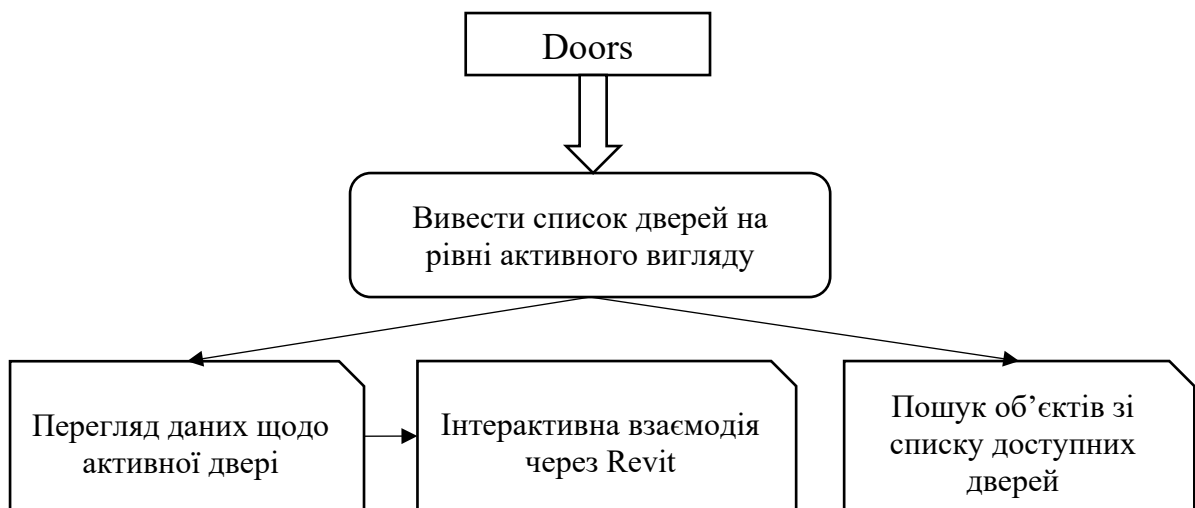 Doors
Вивести список дверей на
рівні активного вигляду
Перегляд даних щодо
активної двері
Інтерактивна взаємодія
через Revit
Пошук об’єктів зі
списку доступних
дверей